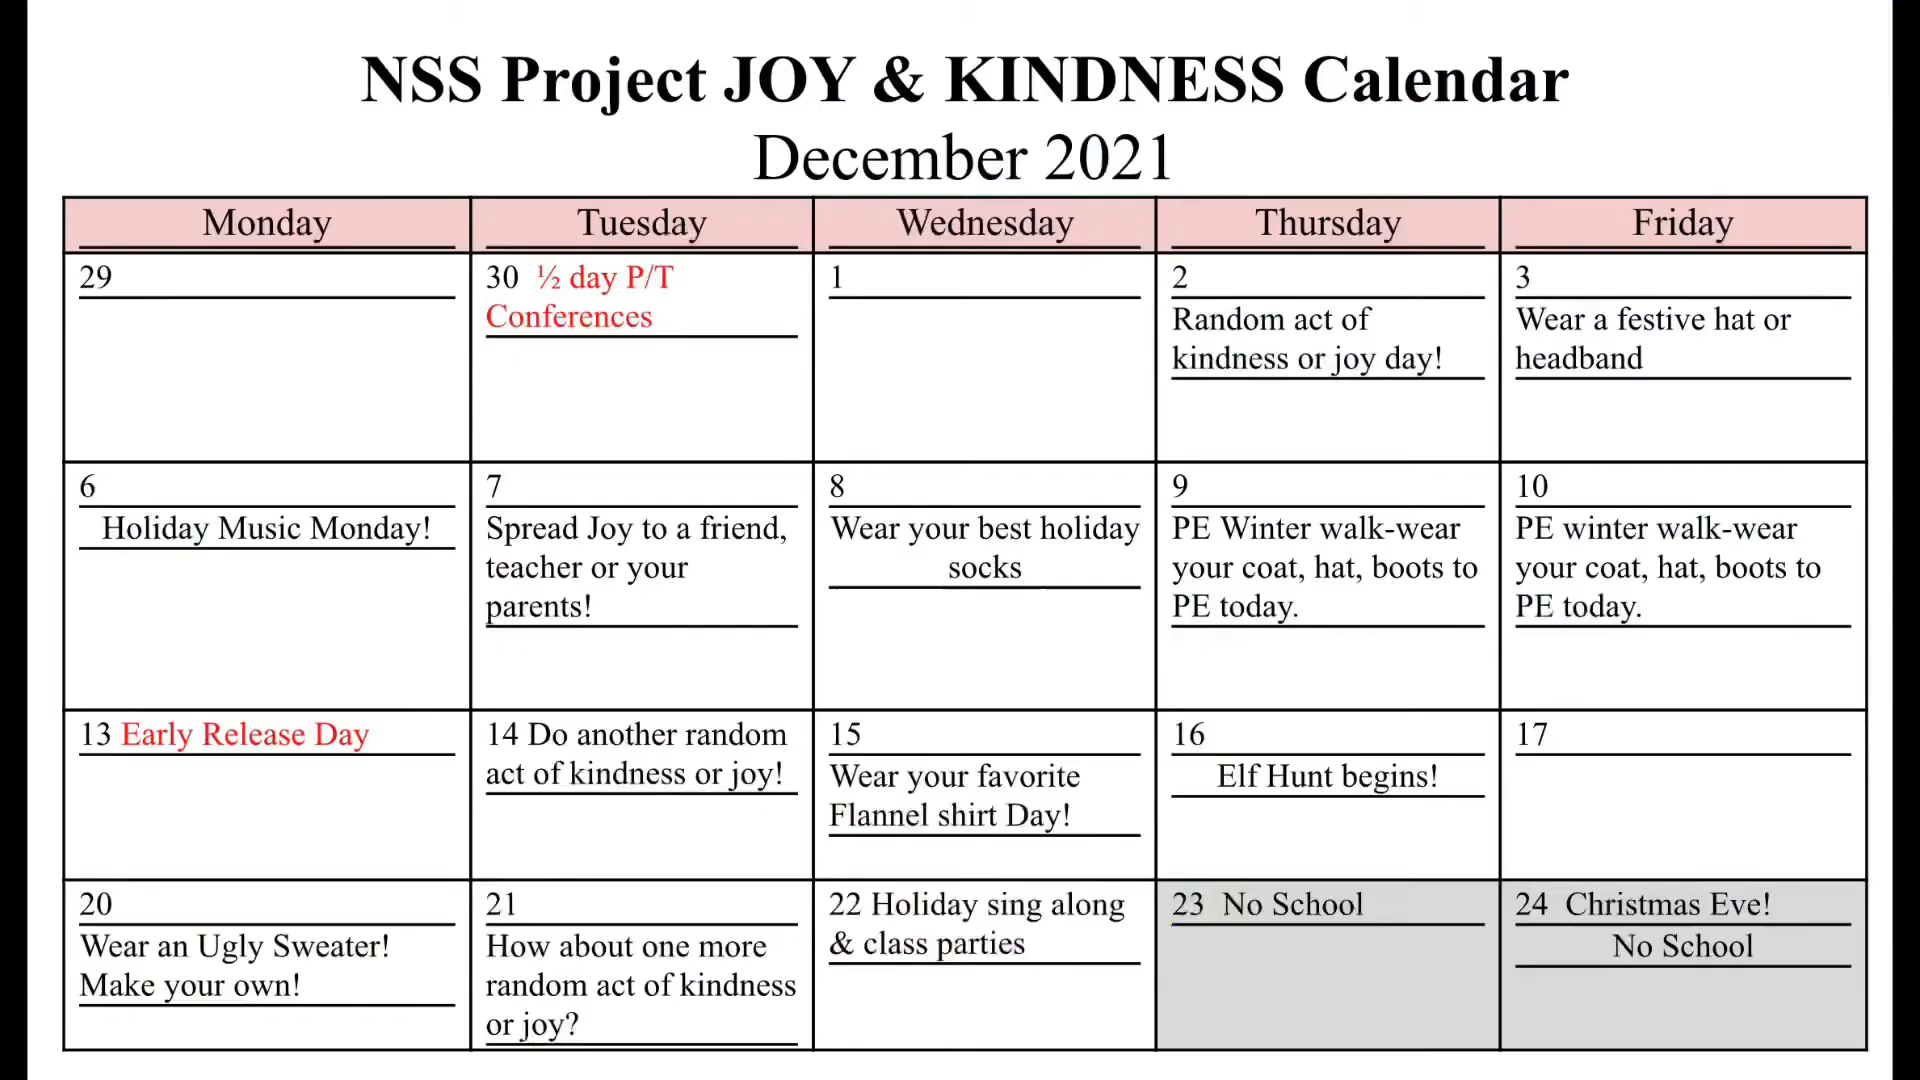 NSS Project JOY & KINDNESS Calendar
December 2021
Monday
Tuesday
Wednesday
Thursday
Friday
29
30 ½ day P/T
Conferences
1
2
Random act of
kindness or joy day!
3
Wear a festive hat or
headband
6
Holiday Music Monday!
7
Spread Joy to a friend,
teacher or your
parents!
8
Wear your best holiday
socks
9
PE Winter walk-wear
your coat, hat, boots to
PE today.
10
PE winter walk-wear
your coat, hat, boots to
PE today.
13 Early Release Day
14 Do another random
act of kindness or joy!
15
Wear your favorite
Flannel shirt Day!
16
Elf Hunt begins!
17
20
Wear an Ugly Sweater!
Make your own!
21
How about one more
random act of kindness
or joy?
22 Holiday sing along
& class parties
23 No School
24 Christmas Eve!
No School